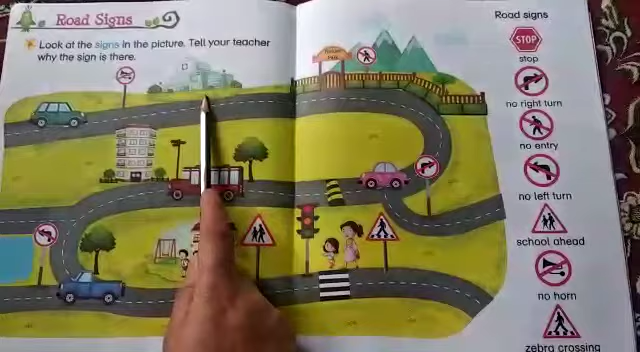 Road Signs
Look at the signs in the picture. Tell your teacher
why the sign is there.
Road signs
STOP
stop
no right turn
no entry
no left turn
school ahead
no horn
zebra crossing